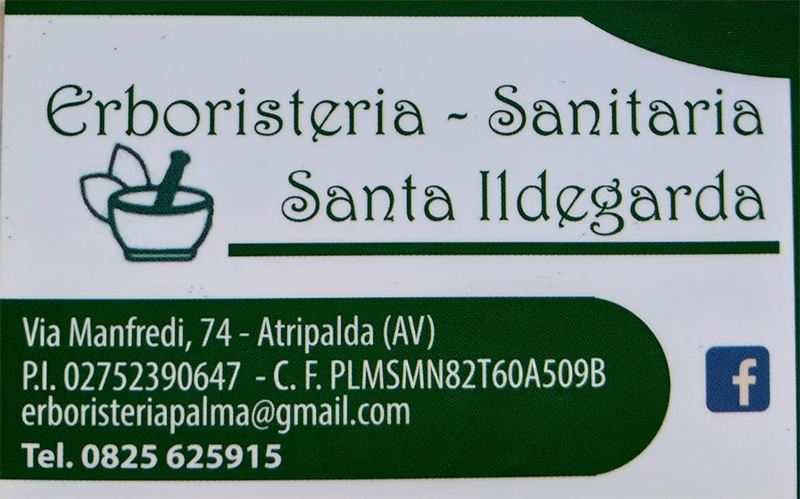 Erboristeria - Sanitaria
Santa Ildegarda
Via Manfredi, 74 - Atripalda (AV)
P.I. 02752390647 - C. F. PLMSMN82T60A509B
erboristeriapalma@gmail.com
Tel. 0825 625915
f